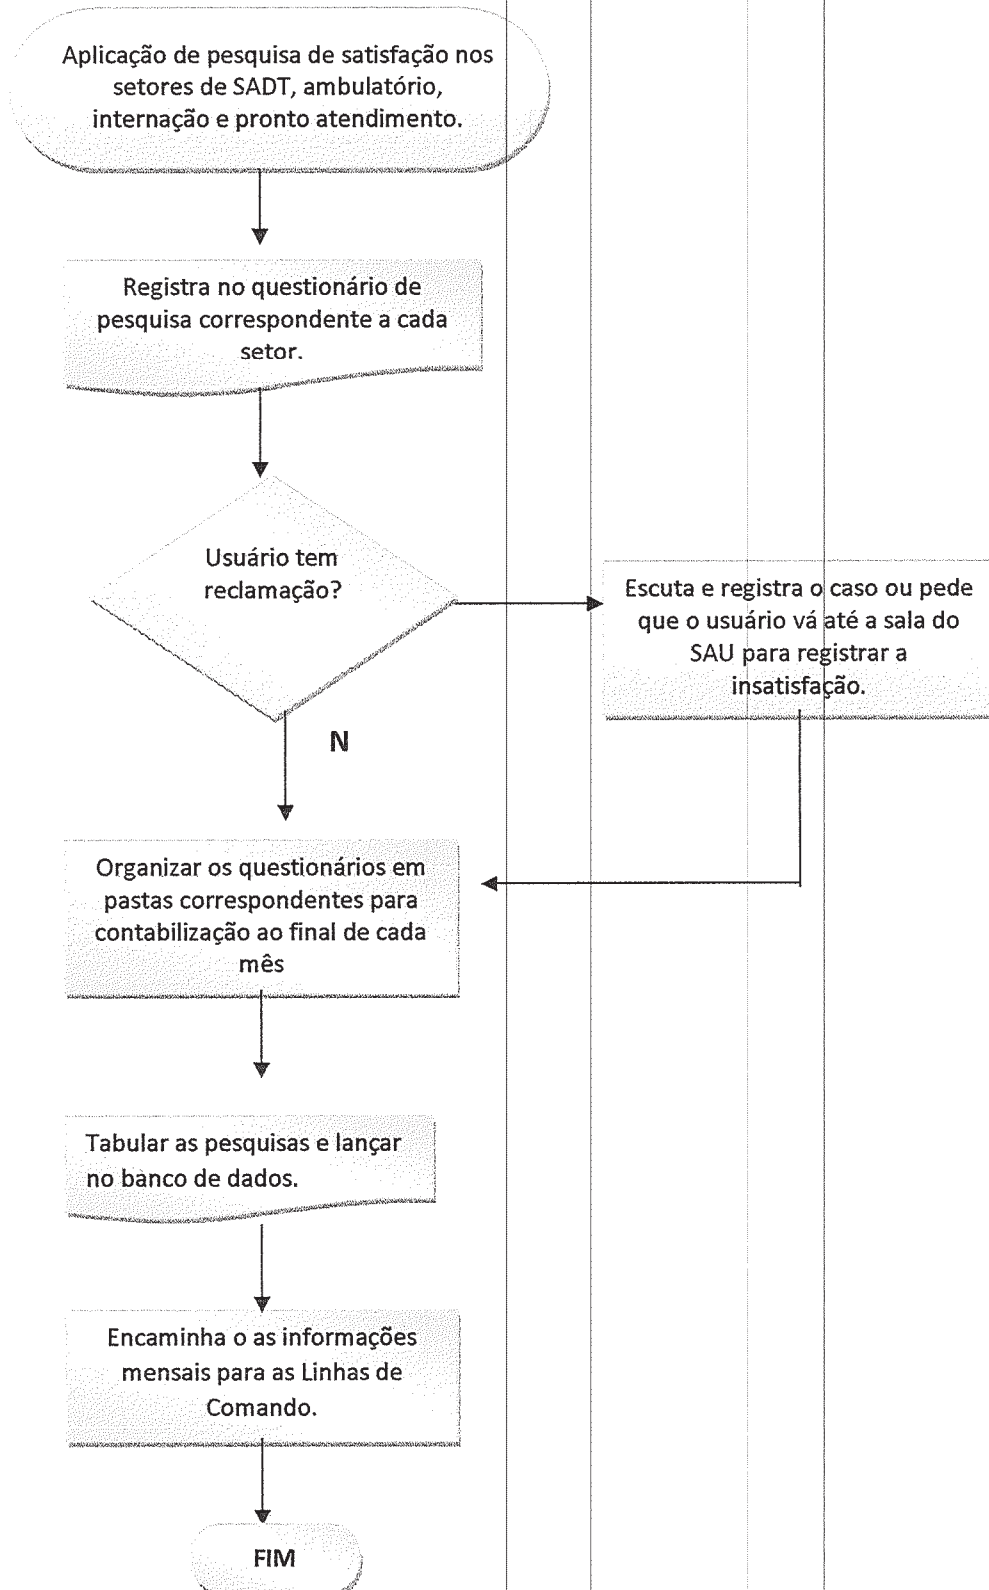 Aplicação de pesquisa de satisfação nos
setores de SADT, ambulatório,
internação e pronto atendimento.
Registra no questionário de
pesquisa correspondente a cada
setor.
Usuário tem
reclamação?
Escuta e registra o caso ou pede
que o usuário vá até a sala do
SAU para registrar a
insatisfação.
N
Organizar os questionários em
pastas correspondentes para
contabilização ao final de cada
mês
Tabular as pesquisas e lançar
no banco de dados.
Encaminha o as informações
mensais para as Linhas de
Comando.
FIM